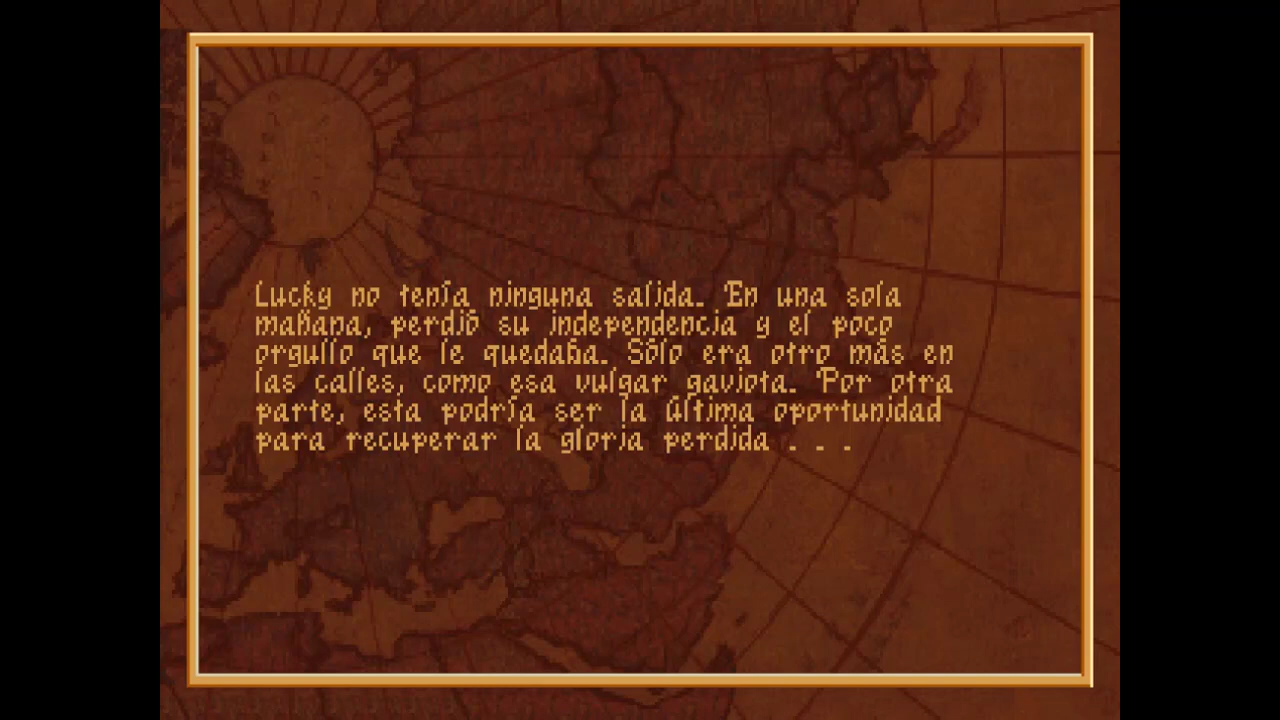 Lucky no tenía ninguna salida. En una sola
mañana, perdió su independencia y el poco
orgullo que le quedaba. Sólo era otro más en
las calles, como esa vulgar gaviota. Por otra
parte, esta podría ser la última oportunidad
para recuperar la gloria perdida . . .